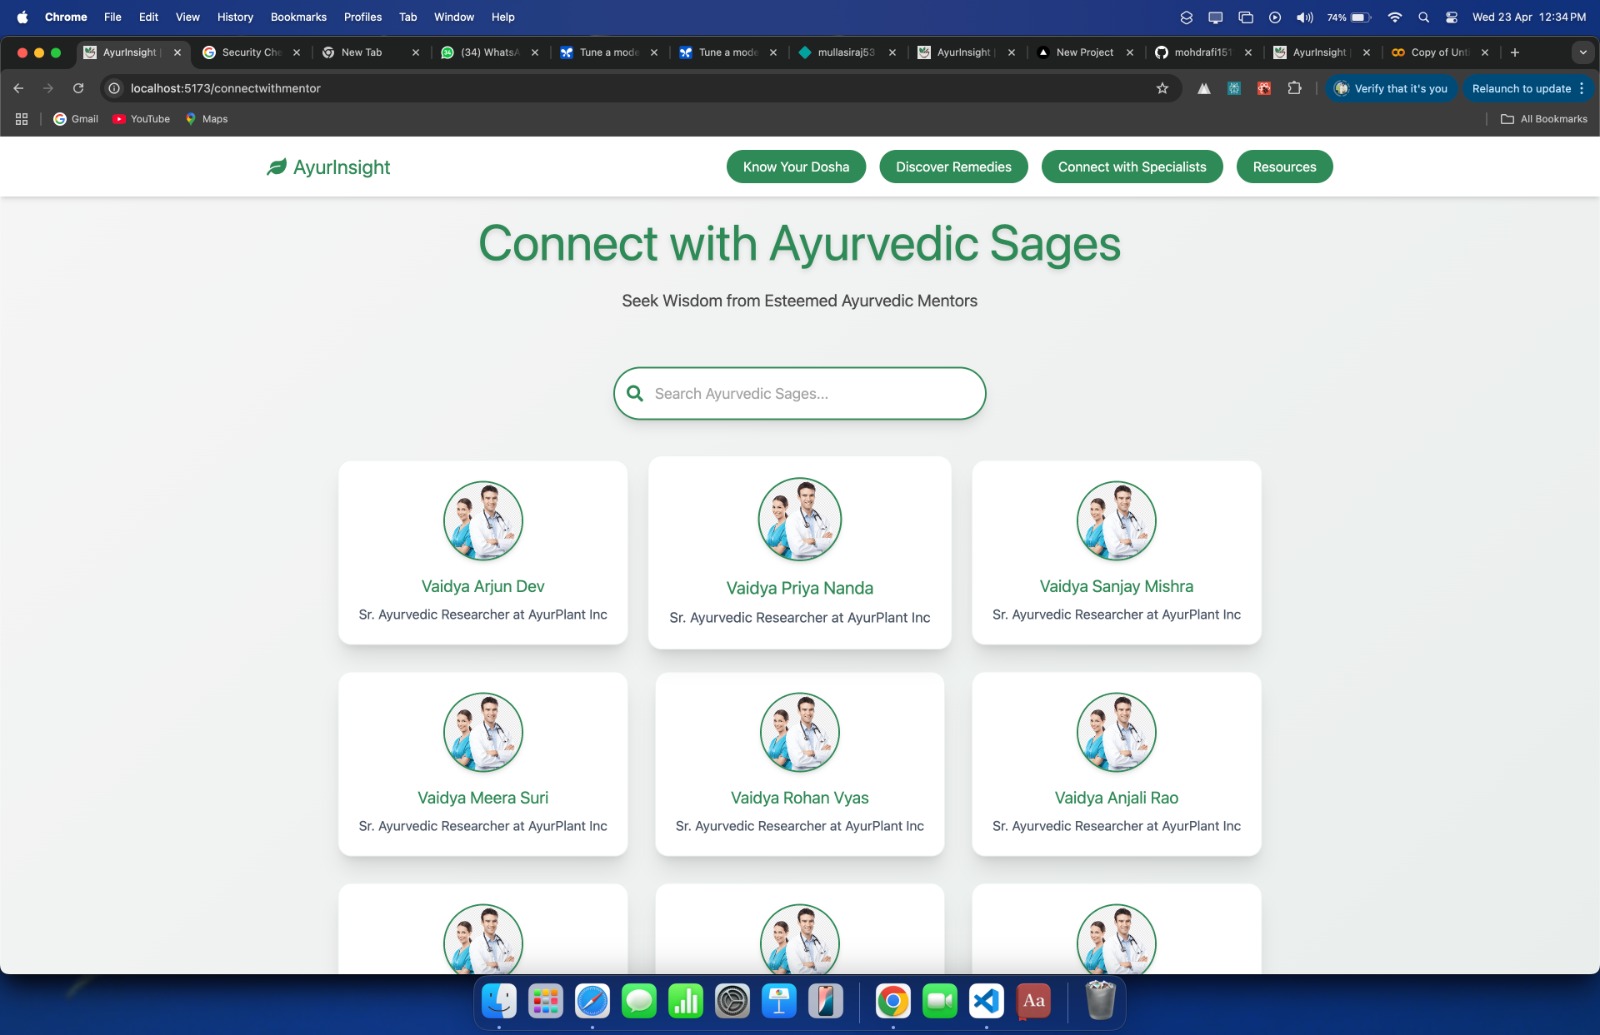 Chrome File Edit View History Bookmarks Profiles Tab Window Help 74% Wed 23 Apr 12:34 PM
AyurInsight | Security Che New Tab (34) WhatsA Tune a mode Tune a mode mullasiraj53 AyurInsight | New Project mohdrafi151 AyurInsight | Copy of Unt
localhost:5173/connectwithmentor Verify that it's you Relaunch to update
Gmail YouTube Maps All Bookmarks
AyurInsight Know Your Dosha Discover Remedies Connect with Specialists Resources
Connect with Ayurvedic Sages
Seek Wisdom from Esteemed Ayurvedic Mentors
Search Ayurvedic Sages...
Vaidya Arjun Dev Vaidya Priya Nanda Vaidya Sanjay Mishra
Sr. Ayurvedic Researcher at AyurPlant Inc Sr. Ayurvedic Researcher at AyurPlant Inc Sr. Ayurvedic Researcher at AyurPlant Inc
Vaidya Meera Suri Vaidya Rohan Vyas Vaidya Anjali Rao
Sr. Ayurvedic Researcher at AyurPlant Inc Sr. Ayurvedic Researcher at AyurPlant Inc Sr. Ayurvedic Researcher at AyurPlant Inc
Aa